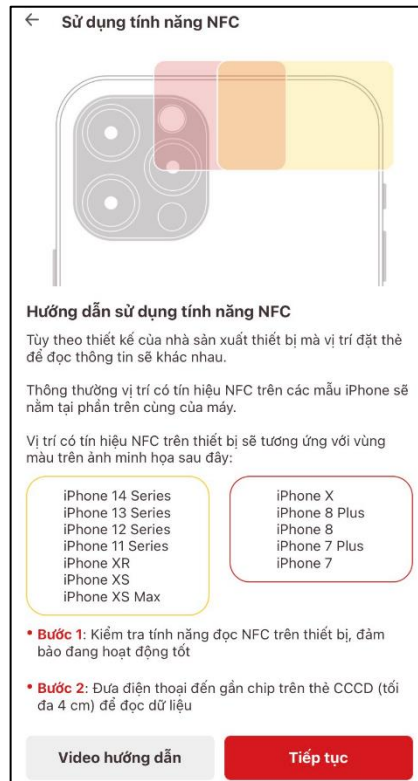 ← Sử dụng tính năng NFC
Hướng dẫn sử dụng tính năng NFC
Tùy theo thiết kế của nhà sản xuất thiết bị mà vị trí đặt thẻ
để đọc thông tin sẽ khác nhau.
Thông thường vị trí có tín hiệu NFC trên các mẫu iPhone sẽ
nằm tại phần trên cùng của máy.
Vị trí có tín hiệu NFC trên thiết bị sẽ tương ứng với vùng
màu trên ảnh minh họa sau đây:
iPhone 14 Series
iPhone 13 Series
iPhone 12 Series
iPhone 11 Series
iPhone XR
iPhone XS
iPhone XS Max
iPhone X
iPhone 8 Plus
iPhone 8
iPhone 7 Plus
iPhone 7
• Bước 1: Kiểm tra tính năng đọc NFC trên thiết bị, đảm
bảo đang hoạt động tốt
• Bước 2: Đưa điện thoại đến gần chip trên thẻ CCCD (tối
đa 4 cm) để đọc dữ liệu
Video hướng dẫn
Tiếp tục